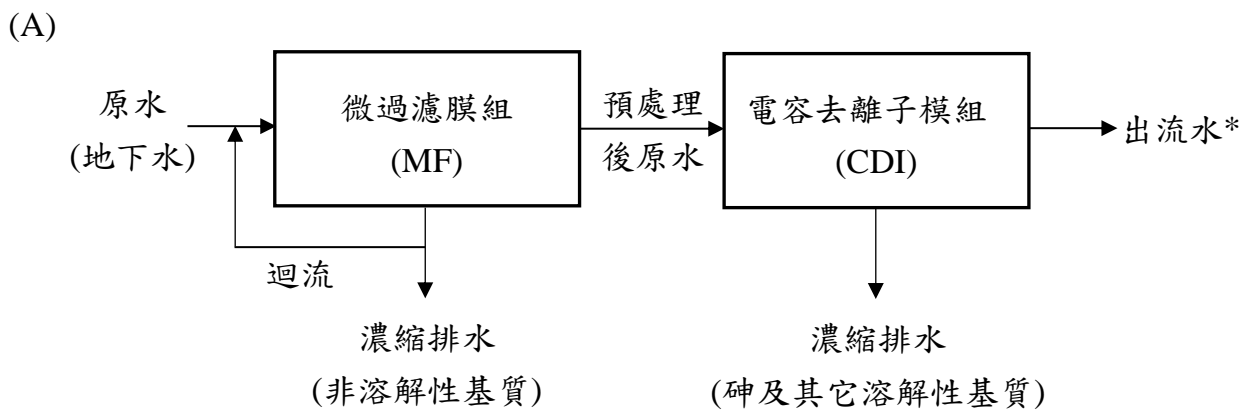 (A)
原水
(地下水)
微過濾膜組
(MF)
預處理
後原水
電容去離子模組
(CDI)
出流水*
迴流
濃縮排水
(非溶解性基質)
濃縮排水
(砷及其它溶解性基質)